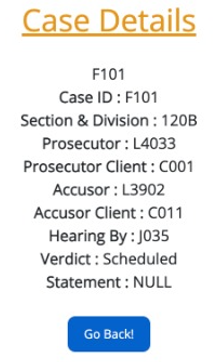 Case Details
F101
Case ID : F101
Section & Division : 120B
Prosecutor : L4033
Prosecutor Client : C001
Accusor : L3902
Accusor Client : C011
Hearing By : J035
Verdict : Scheduled
Statement : NULL
Go Back!